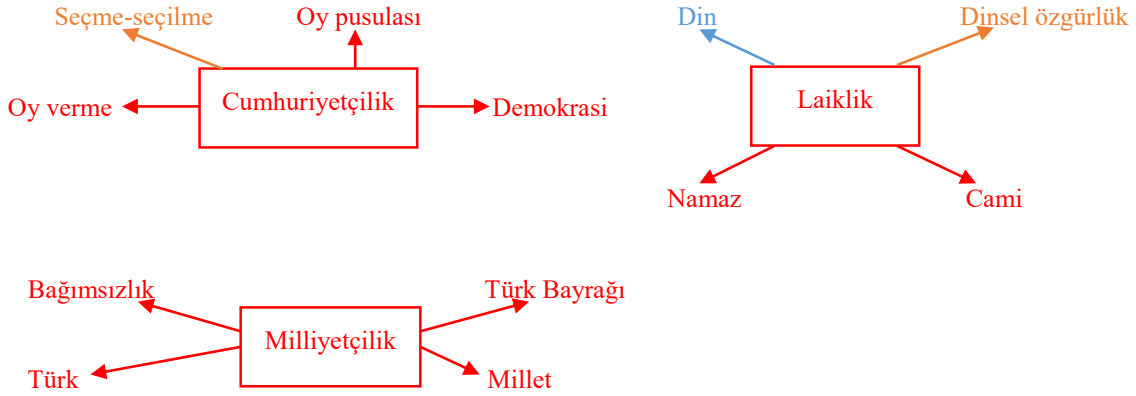 Seçme-seçilme
Oy pusulası
Oy verme
Cumhuriyetçilik
Demokrasi
Din
Dinsel özgürlük
Laiklik
Namaz
Cami
Bağımsızlık
Türk Bayrağı
Milliyetçilik
Türk
Millet